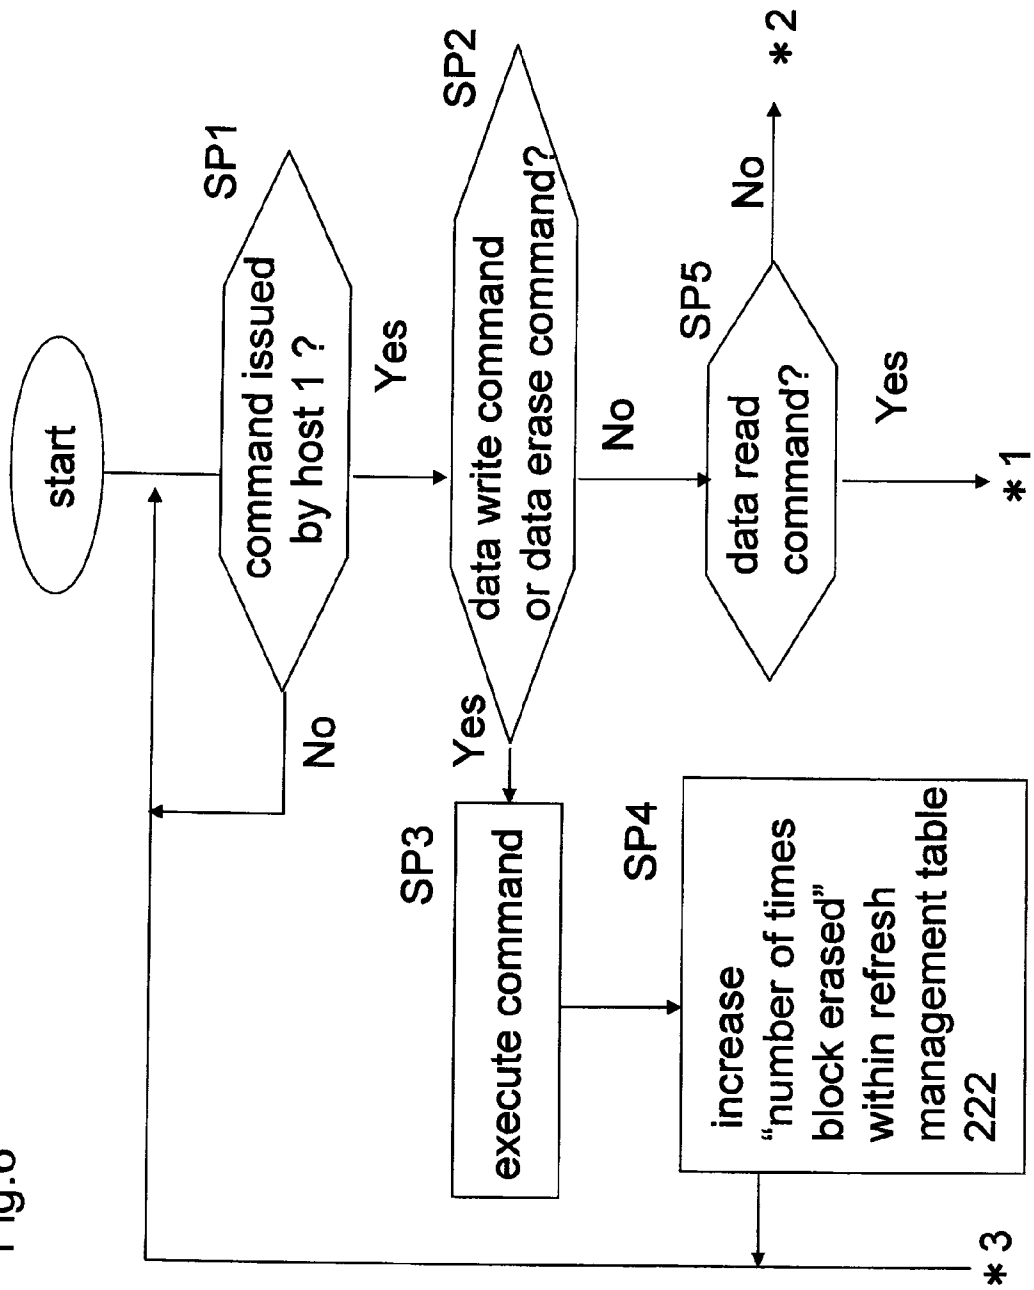 Fig.6
start
SP1
command issued
by host 1 ?
No
Yes
SP2
data write command
or data erase command?
Yes
No
SP3
execute command
SP4
increase
“number of times
block erased”
within refresh
management table
222
SP5
data read
command?
No
*2
Yes
*1
*3